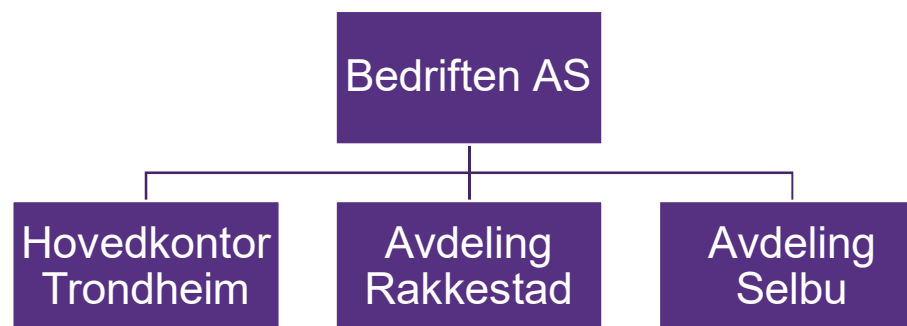 Bedriften AS
Hovedkontor
Trondheim
Avdeling
Rakkestad
Avdeling
Selbu